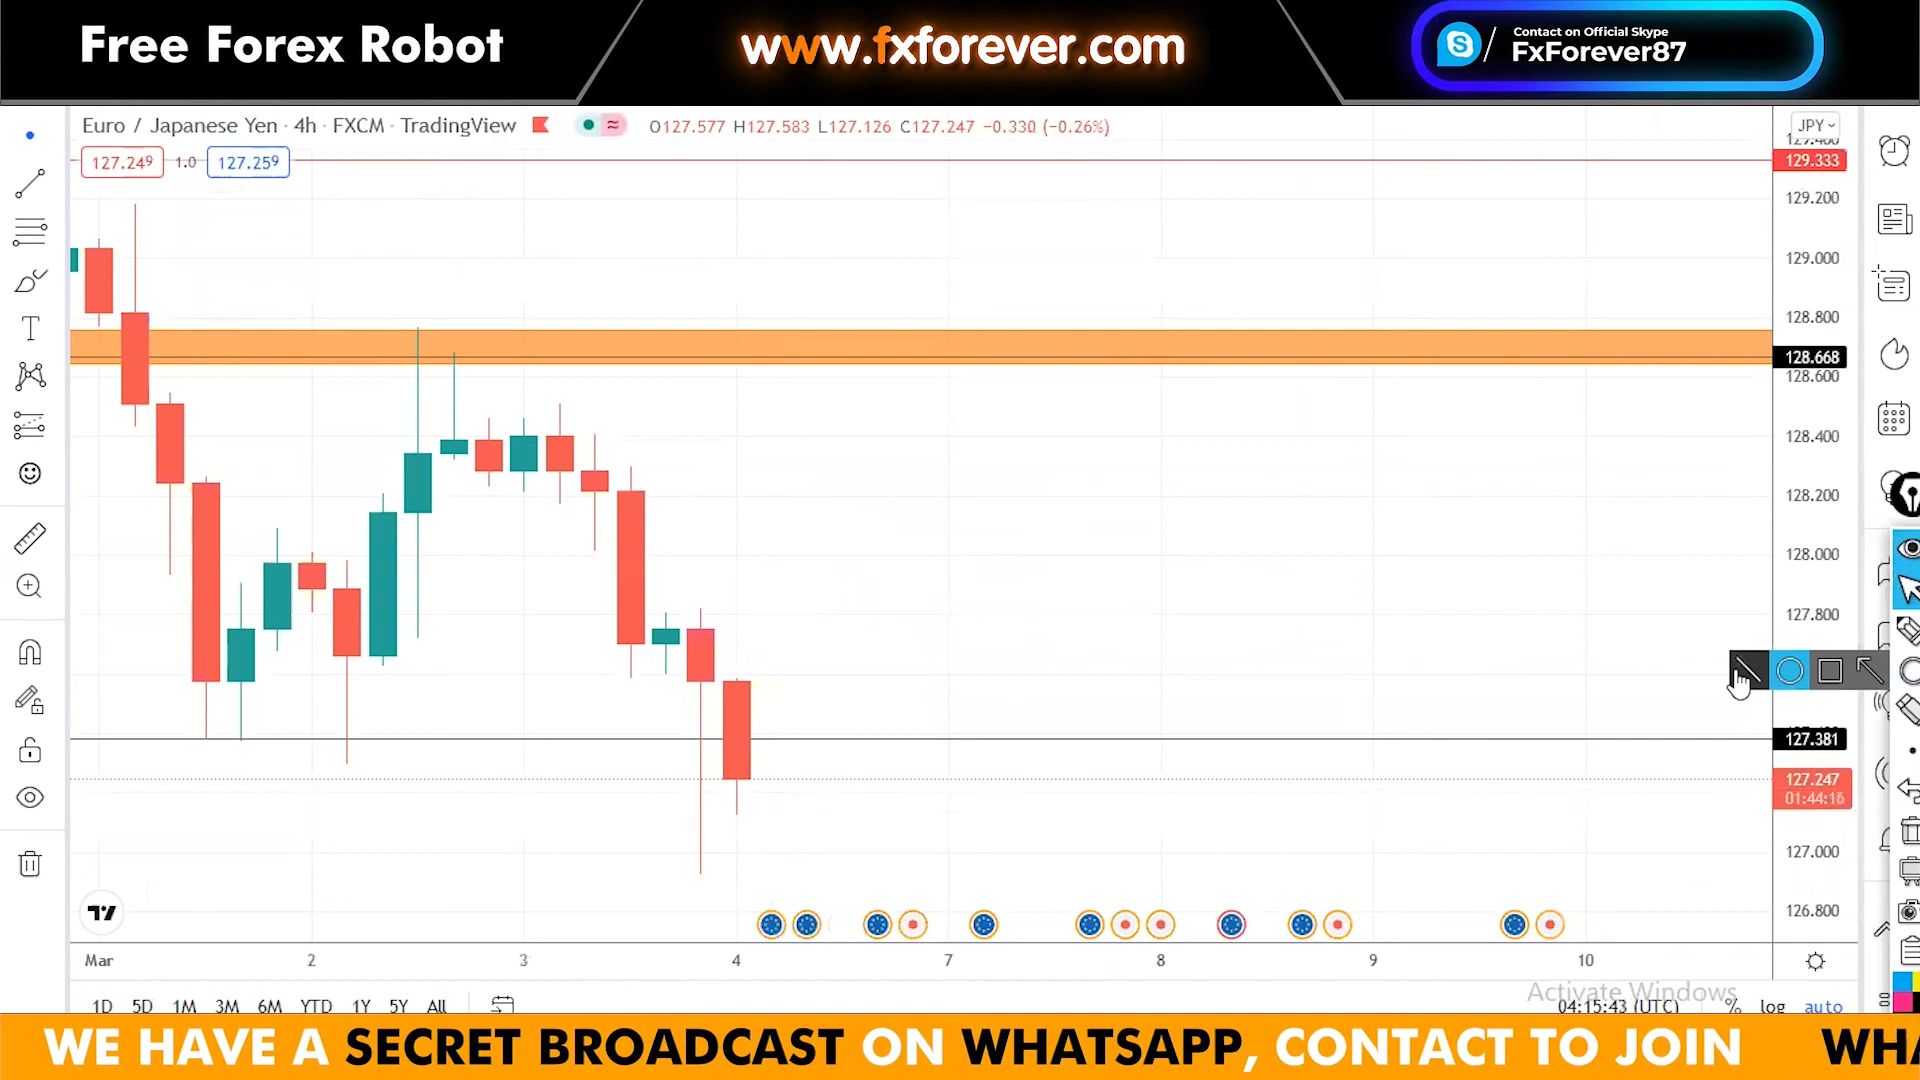 Free Forex Robot
www.fxforever.com
Contact on Official Skype
FxForever87
Euro / Japanese Yen · 4h · FXCM · TradingView
O127.577 H127.583 L127.126 C127.247 −0.330 (−0.26%)
JPY
127.249 1.0 127.259
129.333
129.200
129.000
128.800
128.668
128.600
128.400
128.200
128.000
127.800
127.381
127.247
01:44:16
127.000
126.800
Mar 2 3 4 7 8 9 10
Activate Windows
1D 5D 1M 3M 6M YTD 1Y 5Y All
04:15:43 (UTC) % log auto
WE HAVE A SECRET BROADCAST ON WHATSAPP, CONTACT TO JOIN